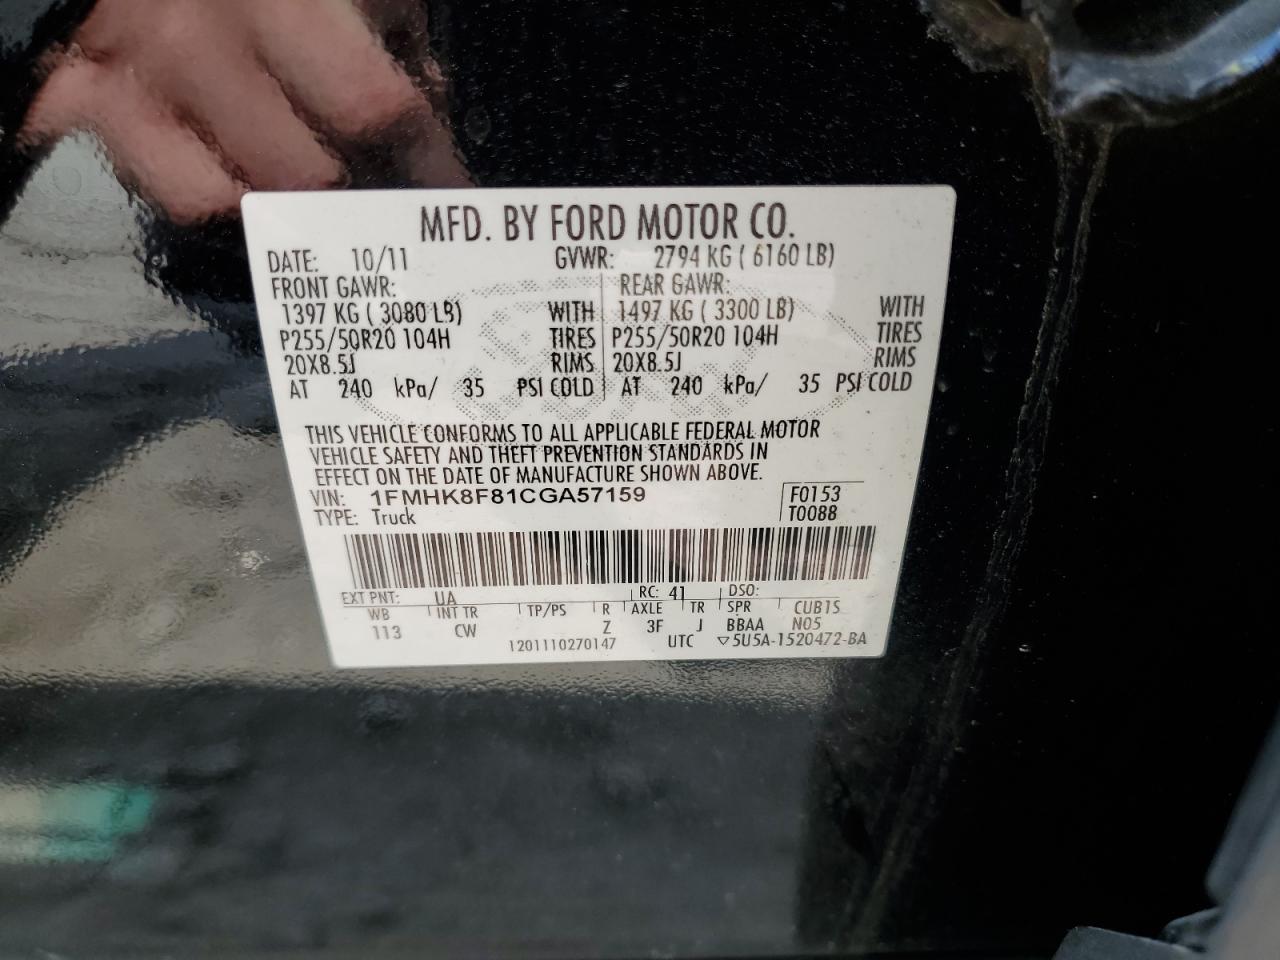 MFD. BY FORD MOTOR CO.
DATE: 10/11 GVWR: 2794 KG ( 6160 LB)
FRONT GAWR: REAR GAWR:
1397 KG ( 3080 LB) WITH 1497 KG ( 3300 LB) WITH
P255/50R20 104H TIRES P255/50R20 104H TIRES
20X8.5J RIMS 20X8.5J RIMS
AT 240 kPa/ 35 PSI COLD AT 240 kPa/ 35 PSI COLD
THIS VEHICLE CONFORMS TO ALL APPLICABLE FEDERAL MOTOR
VEHICLE SAFETY AND THEFT PREVENTION STANDARDS IN
EFFECT ON THE DATE OF MANUFACTURE SHOWN ABOVE.
VIN: 1FMHK8F81CGA57159 F0153
TYPE: Truck T0088
EXT PNT: UA RC: 41 DSO:
WB INT TR TP/PS R AXLE TR SPR CUB1S
113 CW Z 3F J BBAA N05
1201110270147 UTC ▽5U5A-1520472-BA